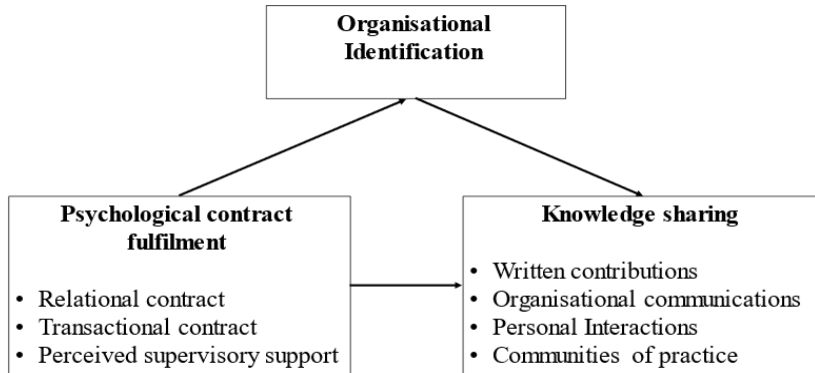 Organisational
Identification
Psychological contract
fulfilment
• Relational contract
• Transactional contract
• Perceived supervisory support
Knowledge sharing
• Written contributions
• Organisational communications
• Personal Interactions
• Communities of practice